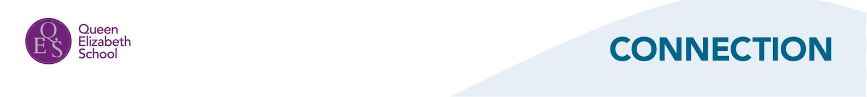 QES
Queen
Elizabeth
School
CONNECTION